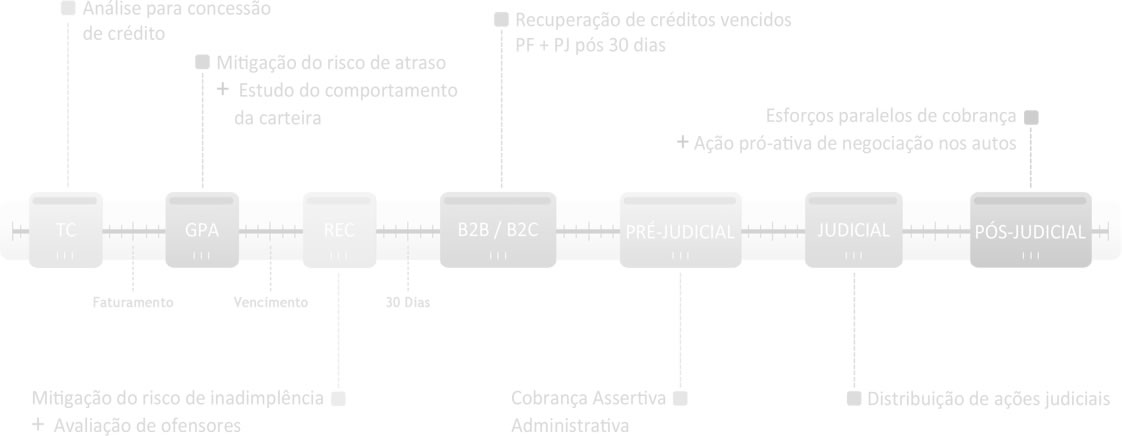 Análise para concessão
de crédito
Mitigação do risco de atraso
+ Estudo do comportamento
da carteira
Recuperação de créditos vencidos
PF + PJ pós 30 dias
Esforços paralelos de cobrança
+ Ação pró-ativa de negociação nos autos
TC
GPA
REC
B2B / B2C
PRÉ-JUDICIAL
JUDICIAL
PÓS-JUDICIAL
Faturamento
Vencimento
30 Dias
Mitigação do risco de inadimplência
+ Avaliação de ofensores
Cobrança Assertiva
Administrativa
Distribuição de ações judiciais